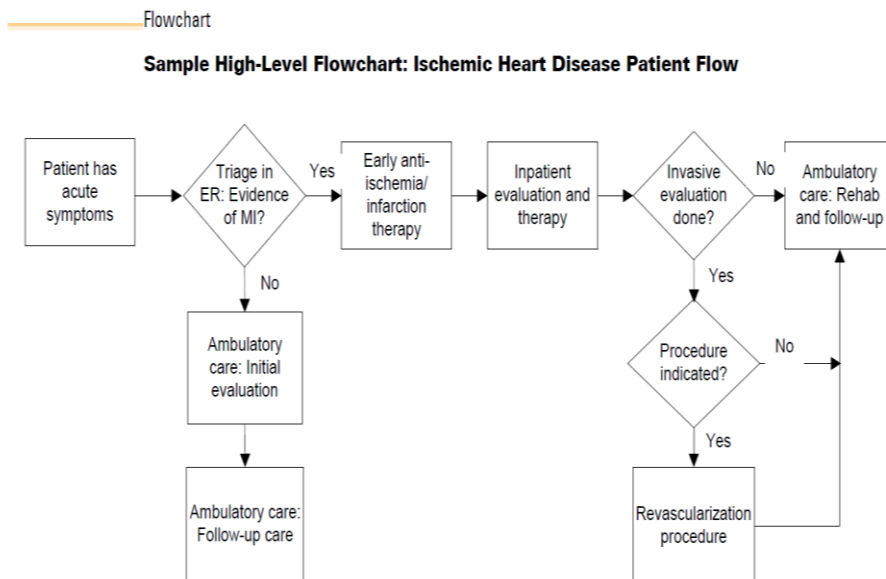 Flowchart
Sample High-Level Flowchart: Ischemic Heart Disease Patient Flow
Patient has
acute
symptoms
Triage in
ER: Evidence
of MI?
Yes
Early anti-
ischemia/
infarction
therapy
Inpatient
evaluation and
therapy
Invasive
evaluation
done?
No
Ambulatory
care: Rehab
and follow-up
No
Yes
Ambulatory
care: Initial
evaluation
Procedure
indicated?
No
Yes
Ambulatory care:
Follow-up care
Revascularization
procedure